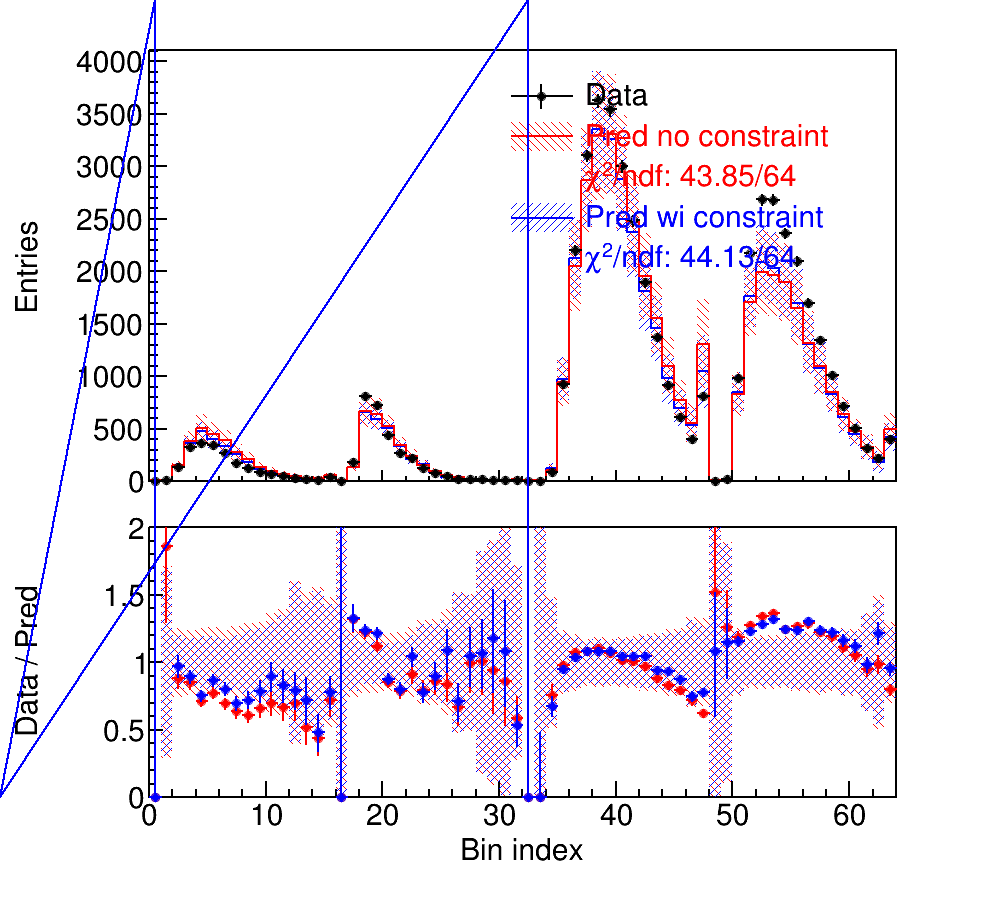 4000
3500
3000
2500
2000
1500
1000
500
0
Entries
Data
Pred no constraint
χ²/ndf: 43.85/64
Pred wi constraint
χ²/ndf: 44.13/64
2
1.5
1
0.5
0
Data / Pred
0 10 20 30 40 50 60
Bin index